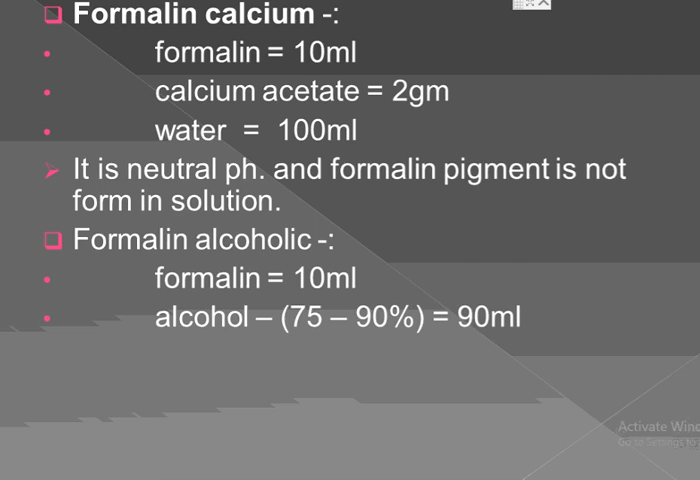 Formalin calcium -:
formalin = 10ml
calcium acetate = 2gm
water = 100ml
It is neutral ph. and formalin pigment is not
form in solution.
Formalin alcoholic -:
formalin = 10ml
alcohol – (75 – 90%) = 90ml
Activate Wind
Go to Settings to